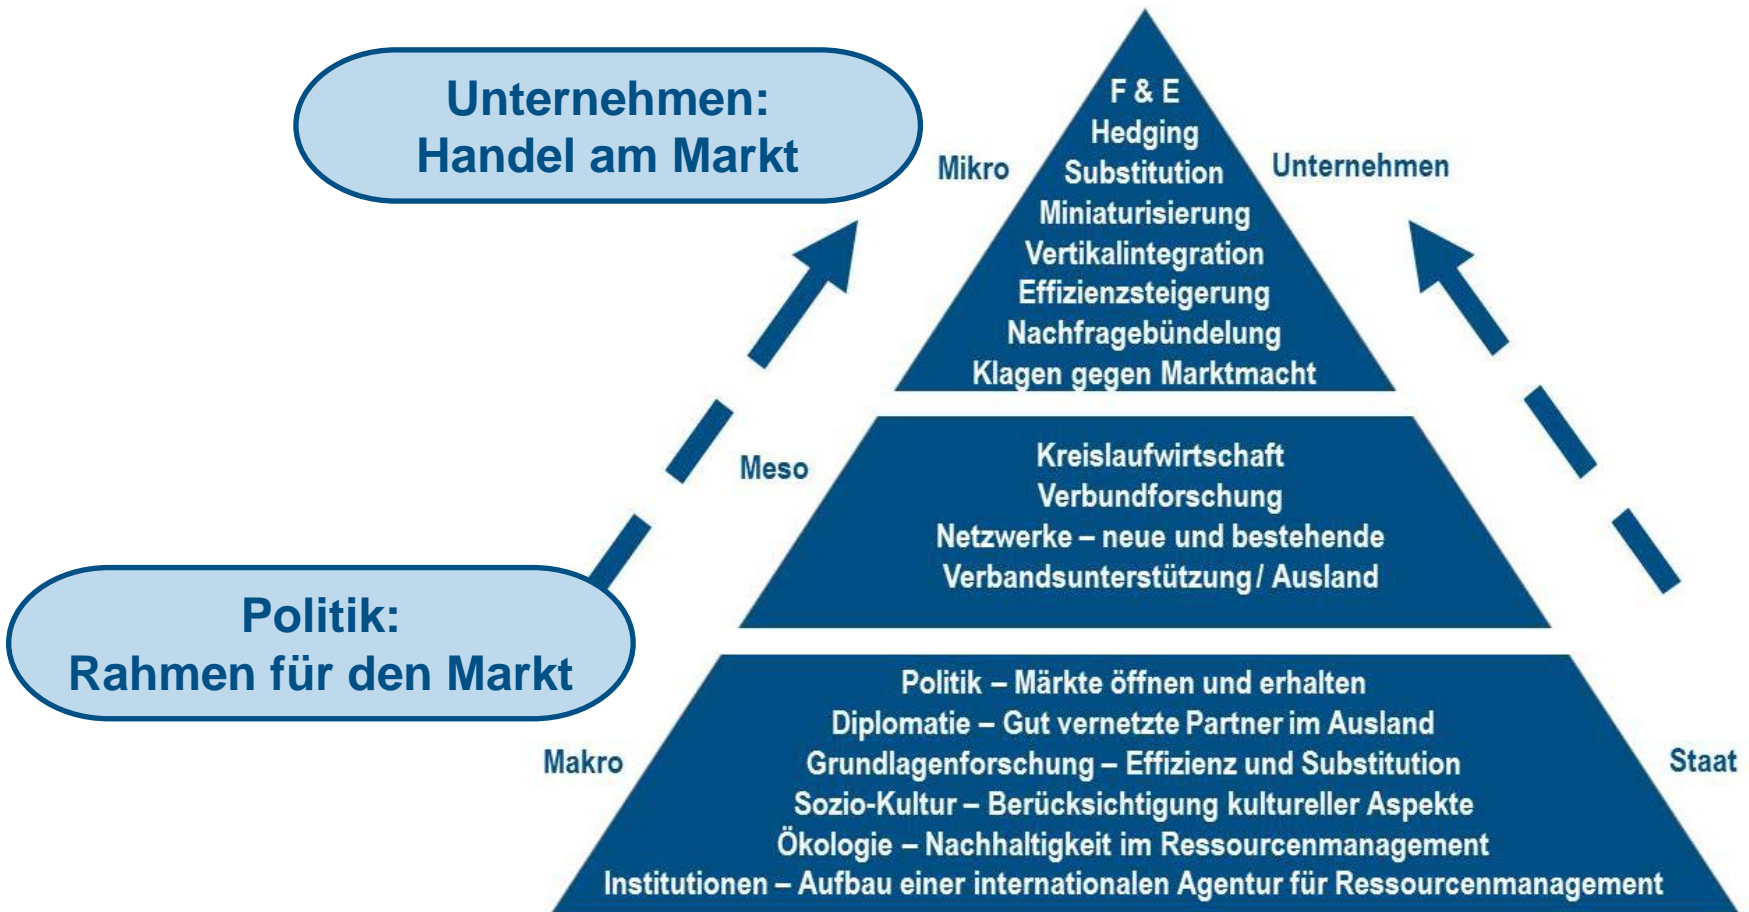 Unternehmen:
Handel am Markt
F & E
Hedging
Mikro
Substitution
Unternehmen
Miniaturisierung
Vertikalintegration
Effizienzsteigerung
Nachfragebündelung
Klagen gegen Marktmacht
Meso
Kreislaufwirtschaft
Verbundforschung
Netzwerke – neue und bestehende
Verbandsunterstützung / Ausland
Politik:
Rahmen für den Markt
Politik – Märkte öffnen und erhalten
Diplomatie – Gut vernetzte Partner im Ausland
Makro
Grundlagenforschung – Effizienz und Substitution
Staat
Sozio-Kultur – Berücksichtigung kultureller Aspekte
Ökologie – Nachhaltigkeit im Ressourcenmanagement
Institutionen – Aufbau einer internationalen Agentur für Ressourcenmanagement